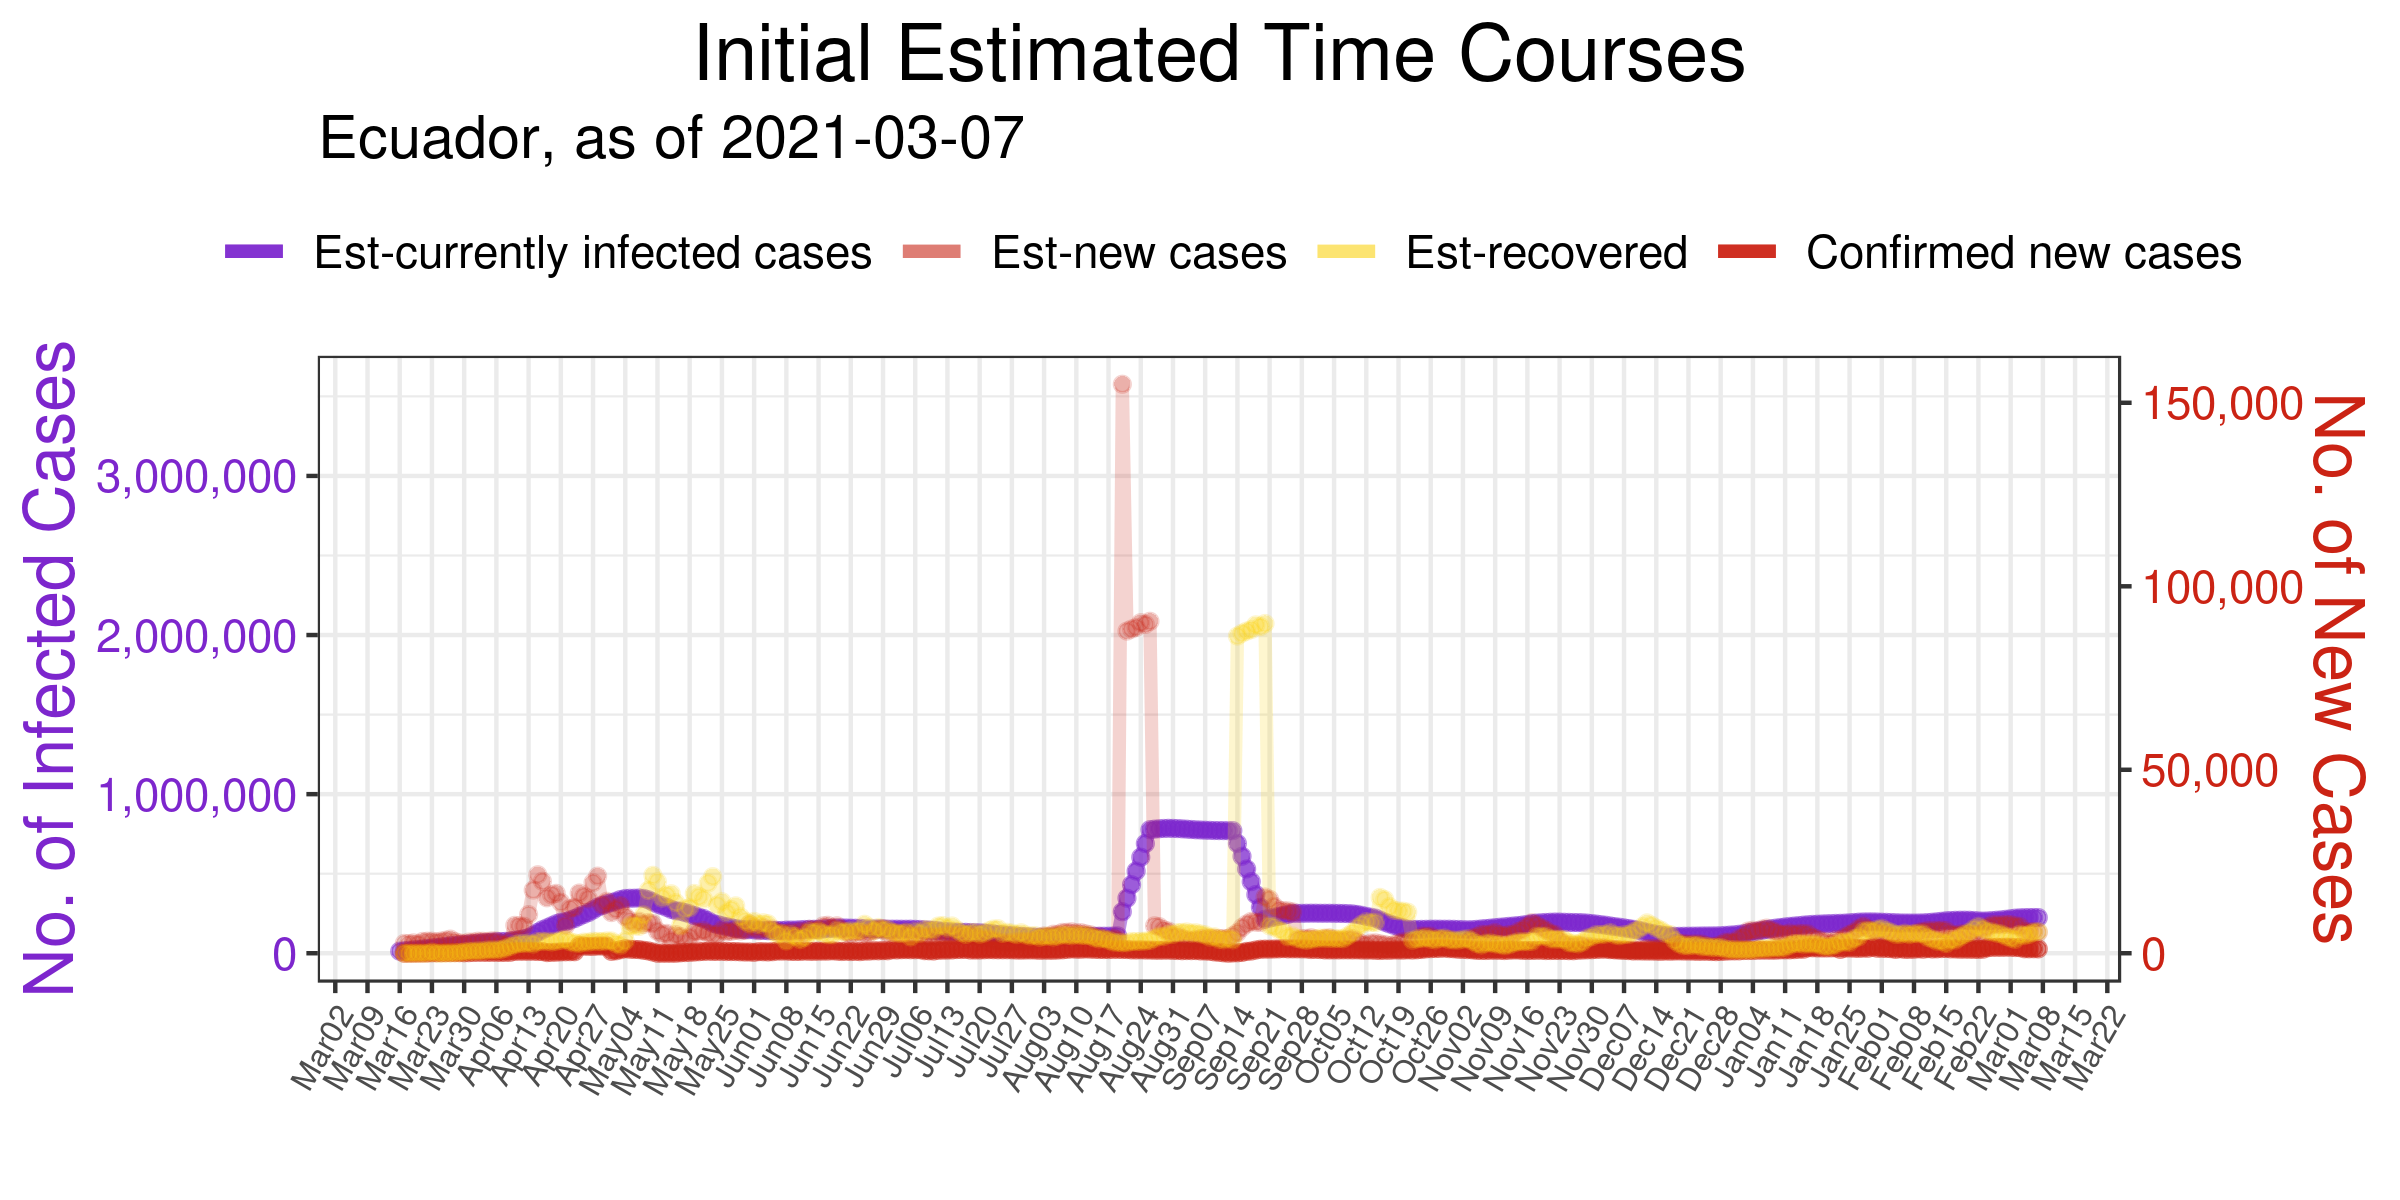 Initial Estimated Time Courses
Ecuador, as of 2021-03-07
Est-currently infected cases
Est-new cases
Est-recovered
Confirmed new cases
No. of Infected Cases
3,000,000
2,000,000
1,000,000
0
150,000
100,000
50,000
0
No. of New Cases
Mar02
Mar09
Mar16
Mar23
Mar30
Apr06
Apr13
Apr20
Apr27
May04
May11
May18
May25
Jun01
Jun08
Jun15
Jun22
Jun29
Jul06
Jul13
Jul20
Jul27
Aug03
Aug10
Aug17
Aug24
Aug31
Sep07
Sep14
Sep21
Sep28
Oct05
Oct12
Oct19
Oct26
Nov02
Nov09
Nov16
Nov23
Nov30
Dec07
Dec14
Dec21
Dec28
Dec04
Jan11
Jan18
Jan25
Feb01
Feb08
Feb15
Feb22
Mar01
Mar08
Mar15
Mar22